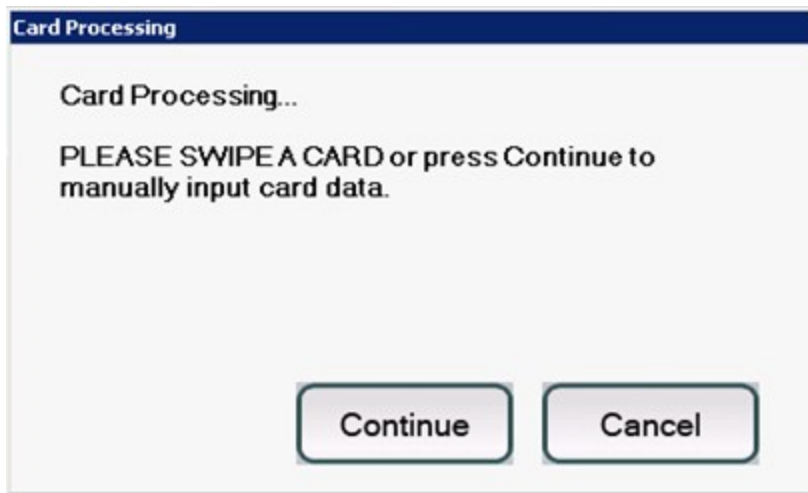 Card Processing
Card Processing...
PLEASE SWIPE A CARD or press Continue to
manually input card data.
Continue
Cancel